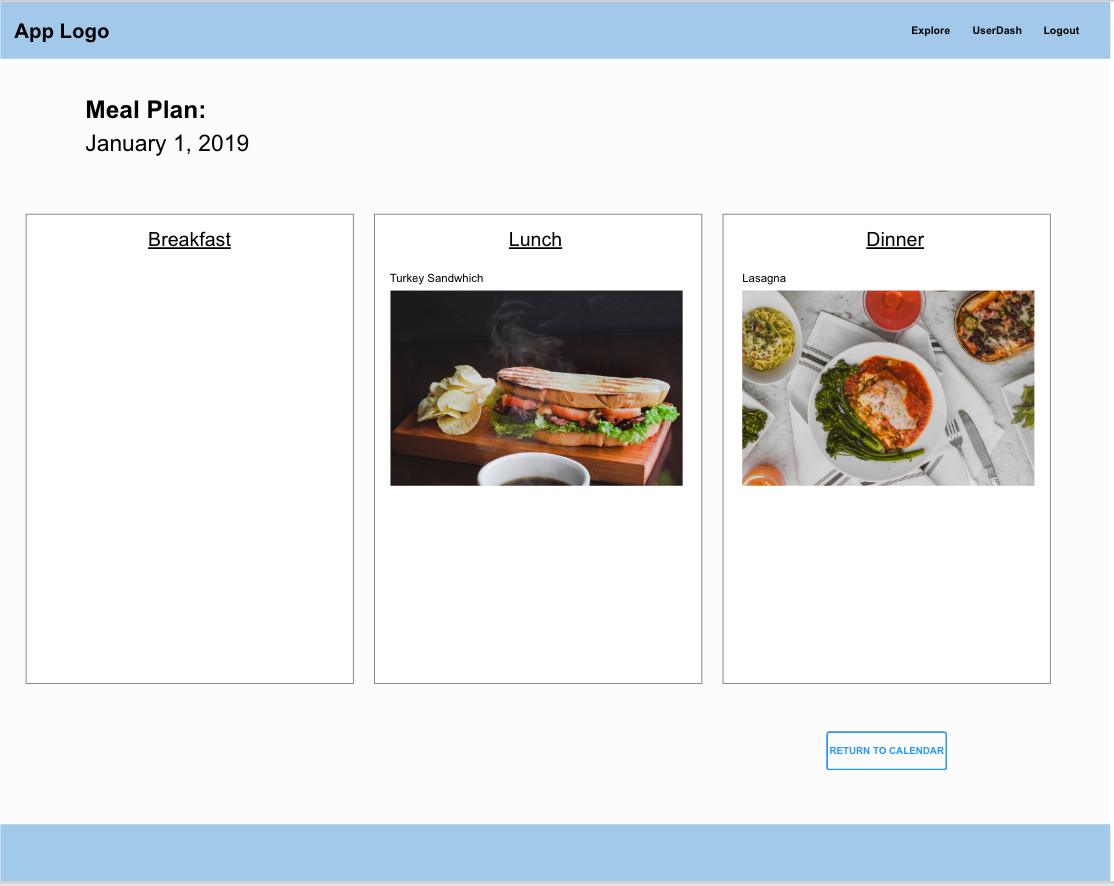 App Logo
Explore UserDash Logout
Meal Plan:
January 1, 2019
Breakfast
Lunch
Turkey Sandwhich
Dinner
Lasagna
RETURN TO CALENDAR